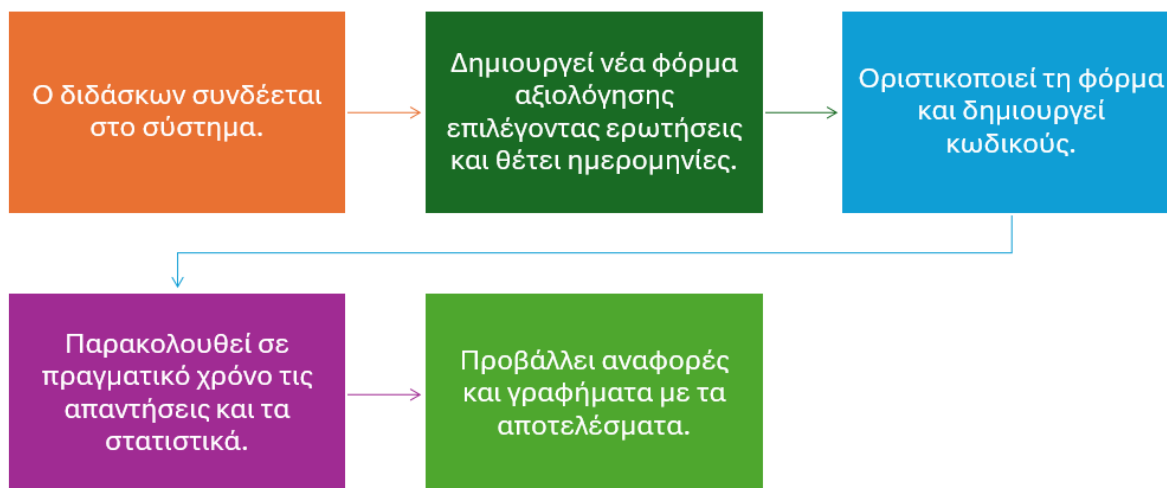 Ο διδάσκων συνδέεται
στο σύστημα.
Δημιουργεί νέα φόρμα
αξιολόγησης
επιλέγοντας ερωτήσεις
και θέτει ημερομηνίες.
Οριστικοποιεί τη φόρμα
και δημιουργεί
κωδικούς.
Παρακολουθεί σε
πραγματικό χρόνο τις
απαντήσεις και τα
στατιστικά.
Προβάλλει αναφορές
και γραφήματα με τα
αποτελέσματα.